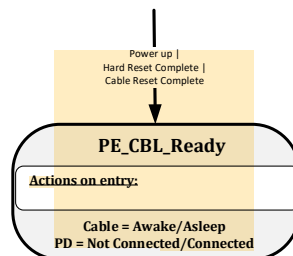 Power up |
Hard Reset Complete |
Cable Reset Complete
PE_CBL_Ready
Actions on entry:
Cable = Awake/Asleep
PD = Not Connected/Connected